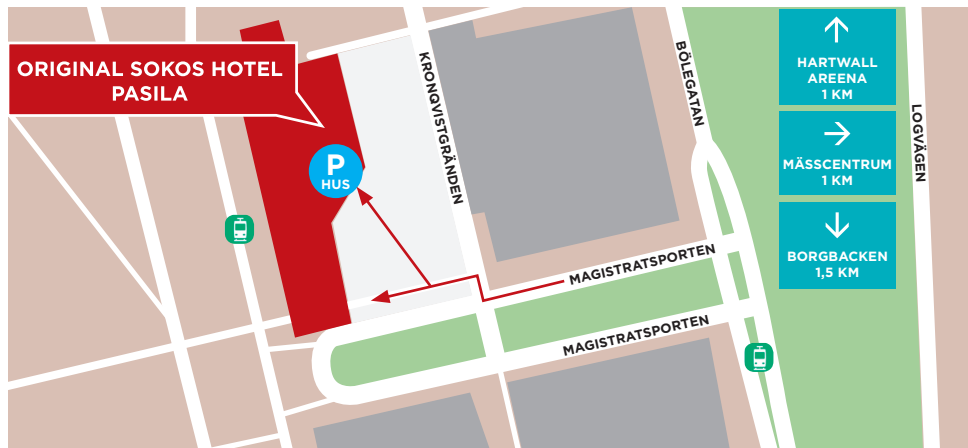 ORIGINAL SOKOS HOTEL
PASILA
P
HUS
KRONQVISTGRÄNDEN
BÖLEGATAN
MAGISTRATSPORTEN
MAGISTRATSPORTEN
HARTWALL
AREENA
1 KM
MÄSSCENTRUM
1 KM
BORGBACKEN
1,5 KM
LOGVÄGEN